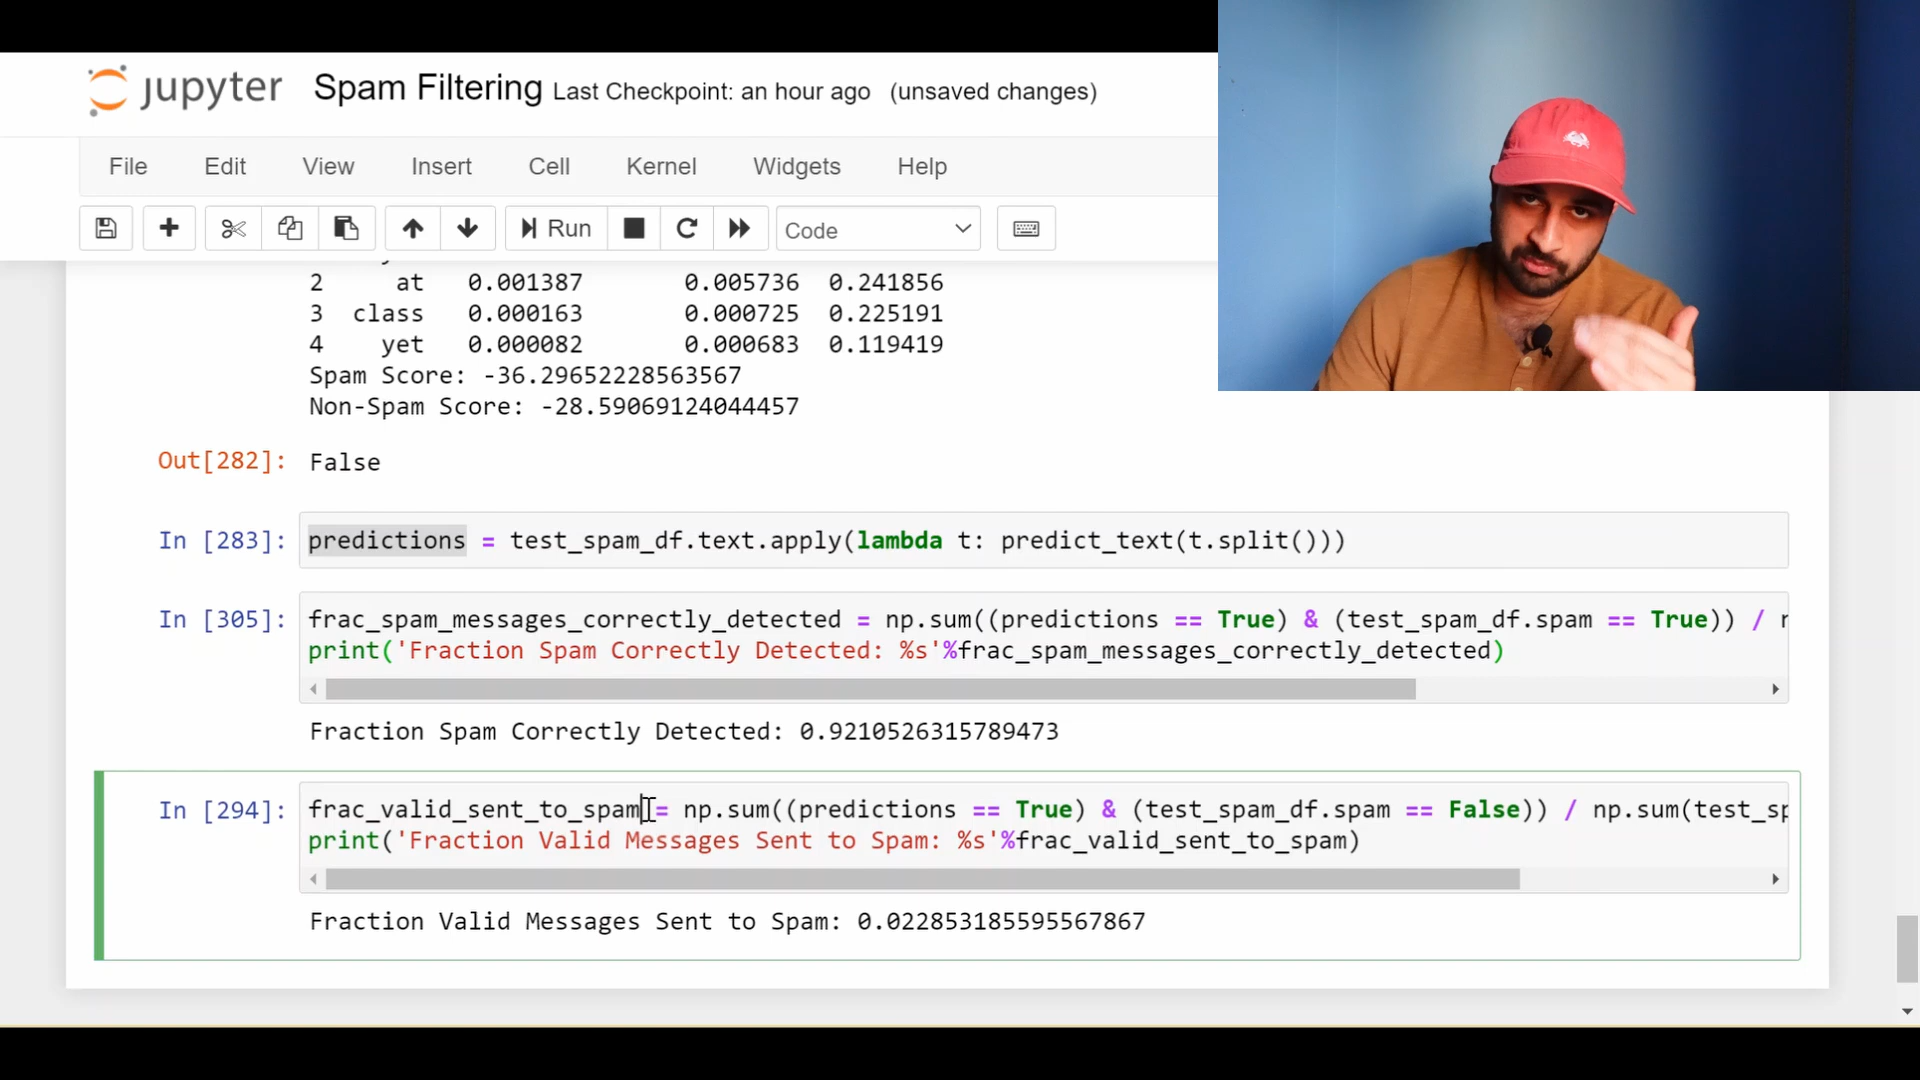 jupyter Spam Filtering Last Checkpoint: an hour ago (unsaved changes)
File Edit View Insert Cell Kernel Widgets Help
Run Code
2 at 0.001387 0.005736 0.241856
3 class 0.000163 0.000725 0.225191
4 yet 0.000082 0.000683 0.119419
Spam Score: -36.29652228563567
Non-Spam Score: -28.59069124044457
Out[282]: False
In [283]: predictions = test_spam_df.text.apply(lambda t: predict_text(t.split()))
In [305]: frac_spam_messages_correctly_detected = np.sum((predictions == True) & (test_spam_df.spam == True)) /
print('Fraction Spam Correctly Detected: %s'%frac_spam_messages_correctly_detected)
Fraction Spam Correctly Detected: 0.9210526315789473
In [294]: frac_valid_sent_to_spam = np.sum((predictions == True) & (test_spam_df.spam == False)) / np.sum(test_sp
print('Fraction Valid Messages Sent to Spam: %s'%frac_valid_sent_to_spam)
Fraction Valid Messages Sent to Spam: 0.022853185595567867